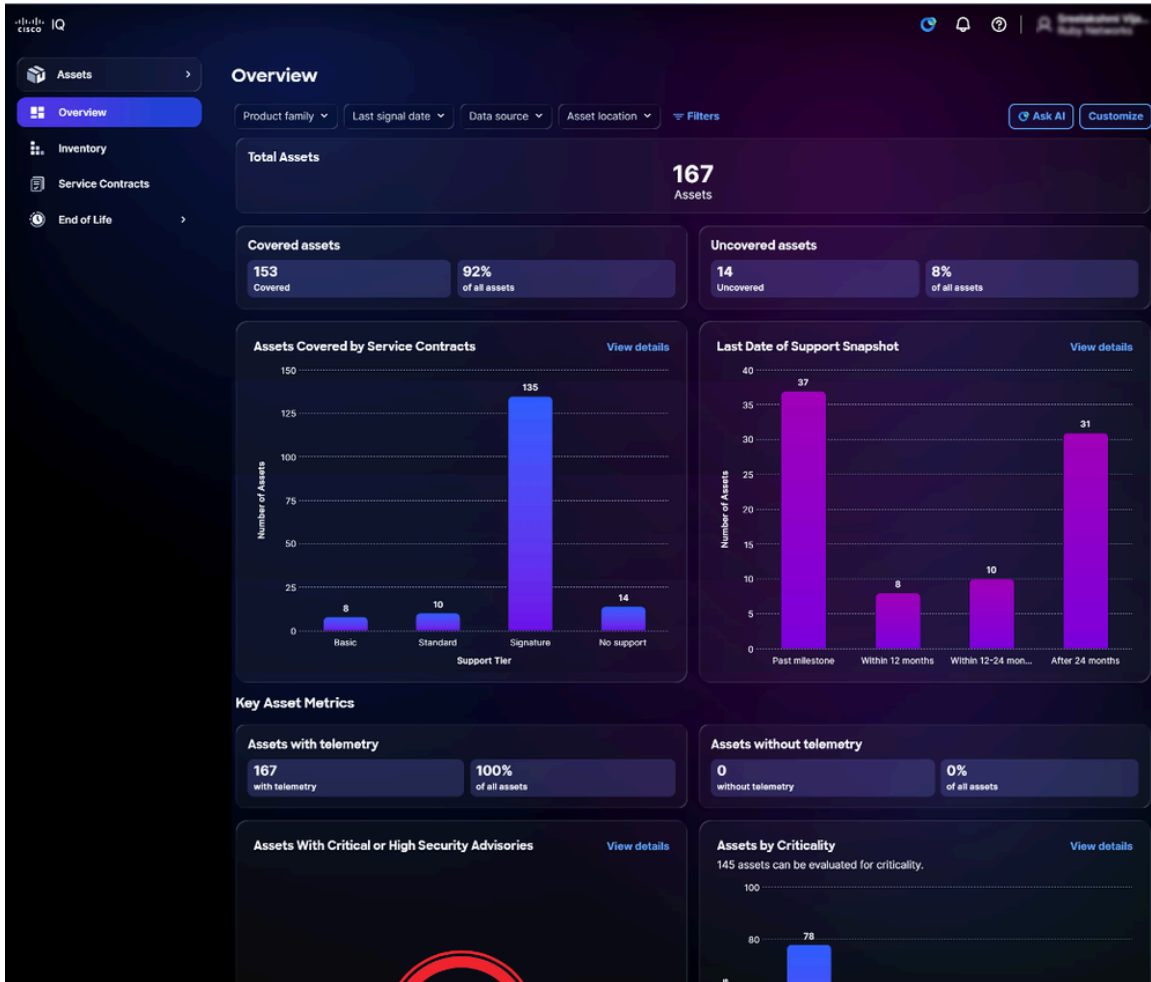 cisco IQ
Assets
Overview
Inventory
Service Contracts
End of Life
Overview
Product family Last signal date Data source Asset location Filters Ask AI Customize
Total Assets
167
Assets
Covered assets
153 92%
Covered of all assets
Uncovered assets
14 8%
Uncovered of all assets
Assets Covered by Service Contracts View details
150
125
100
75
50
25
0
Number of Assets
8 10 135 14
Basic Standard Signature No support
Support Tier
Last Date of Support Snapshot View details
40
35
30
25
20
15
10
5
0
Number of Assets
37 8 10 31
Past milestone Within 12 months Within 12-24 mon... After 24 months
Key Asset Metrics
Assets with telemetry
167 100%
with telemetry of all assets
Assets without telemetry
0 0%
without telemetry of all assets
Assets With Critical or High Security Advisories View details
Assets by Criticality View details
145 assets can be evaluated for criticality.
100
80
78